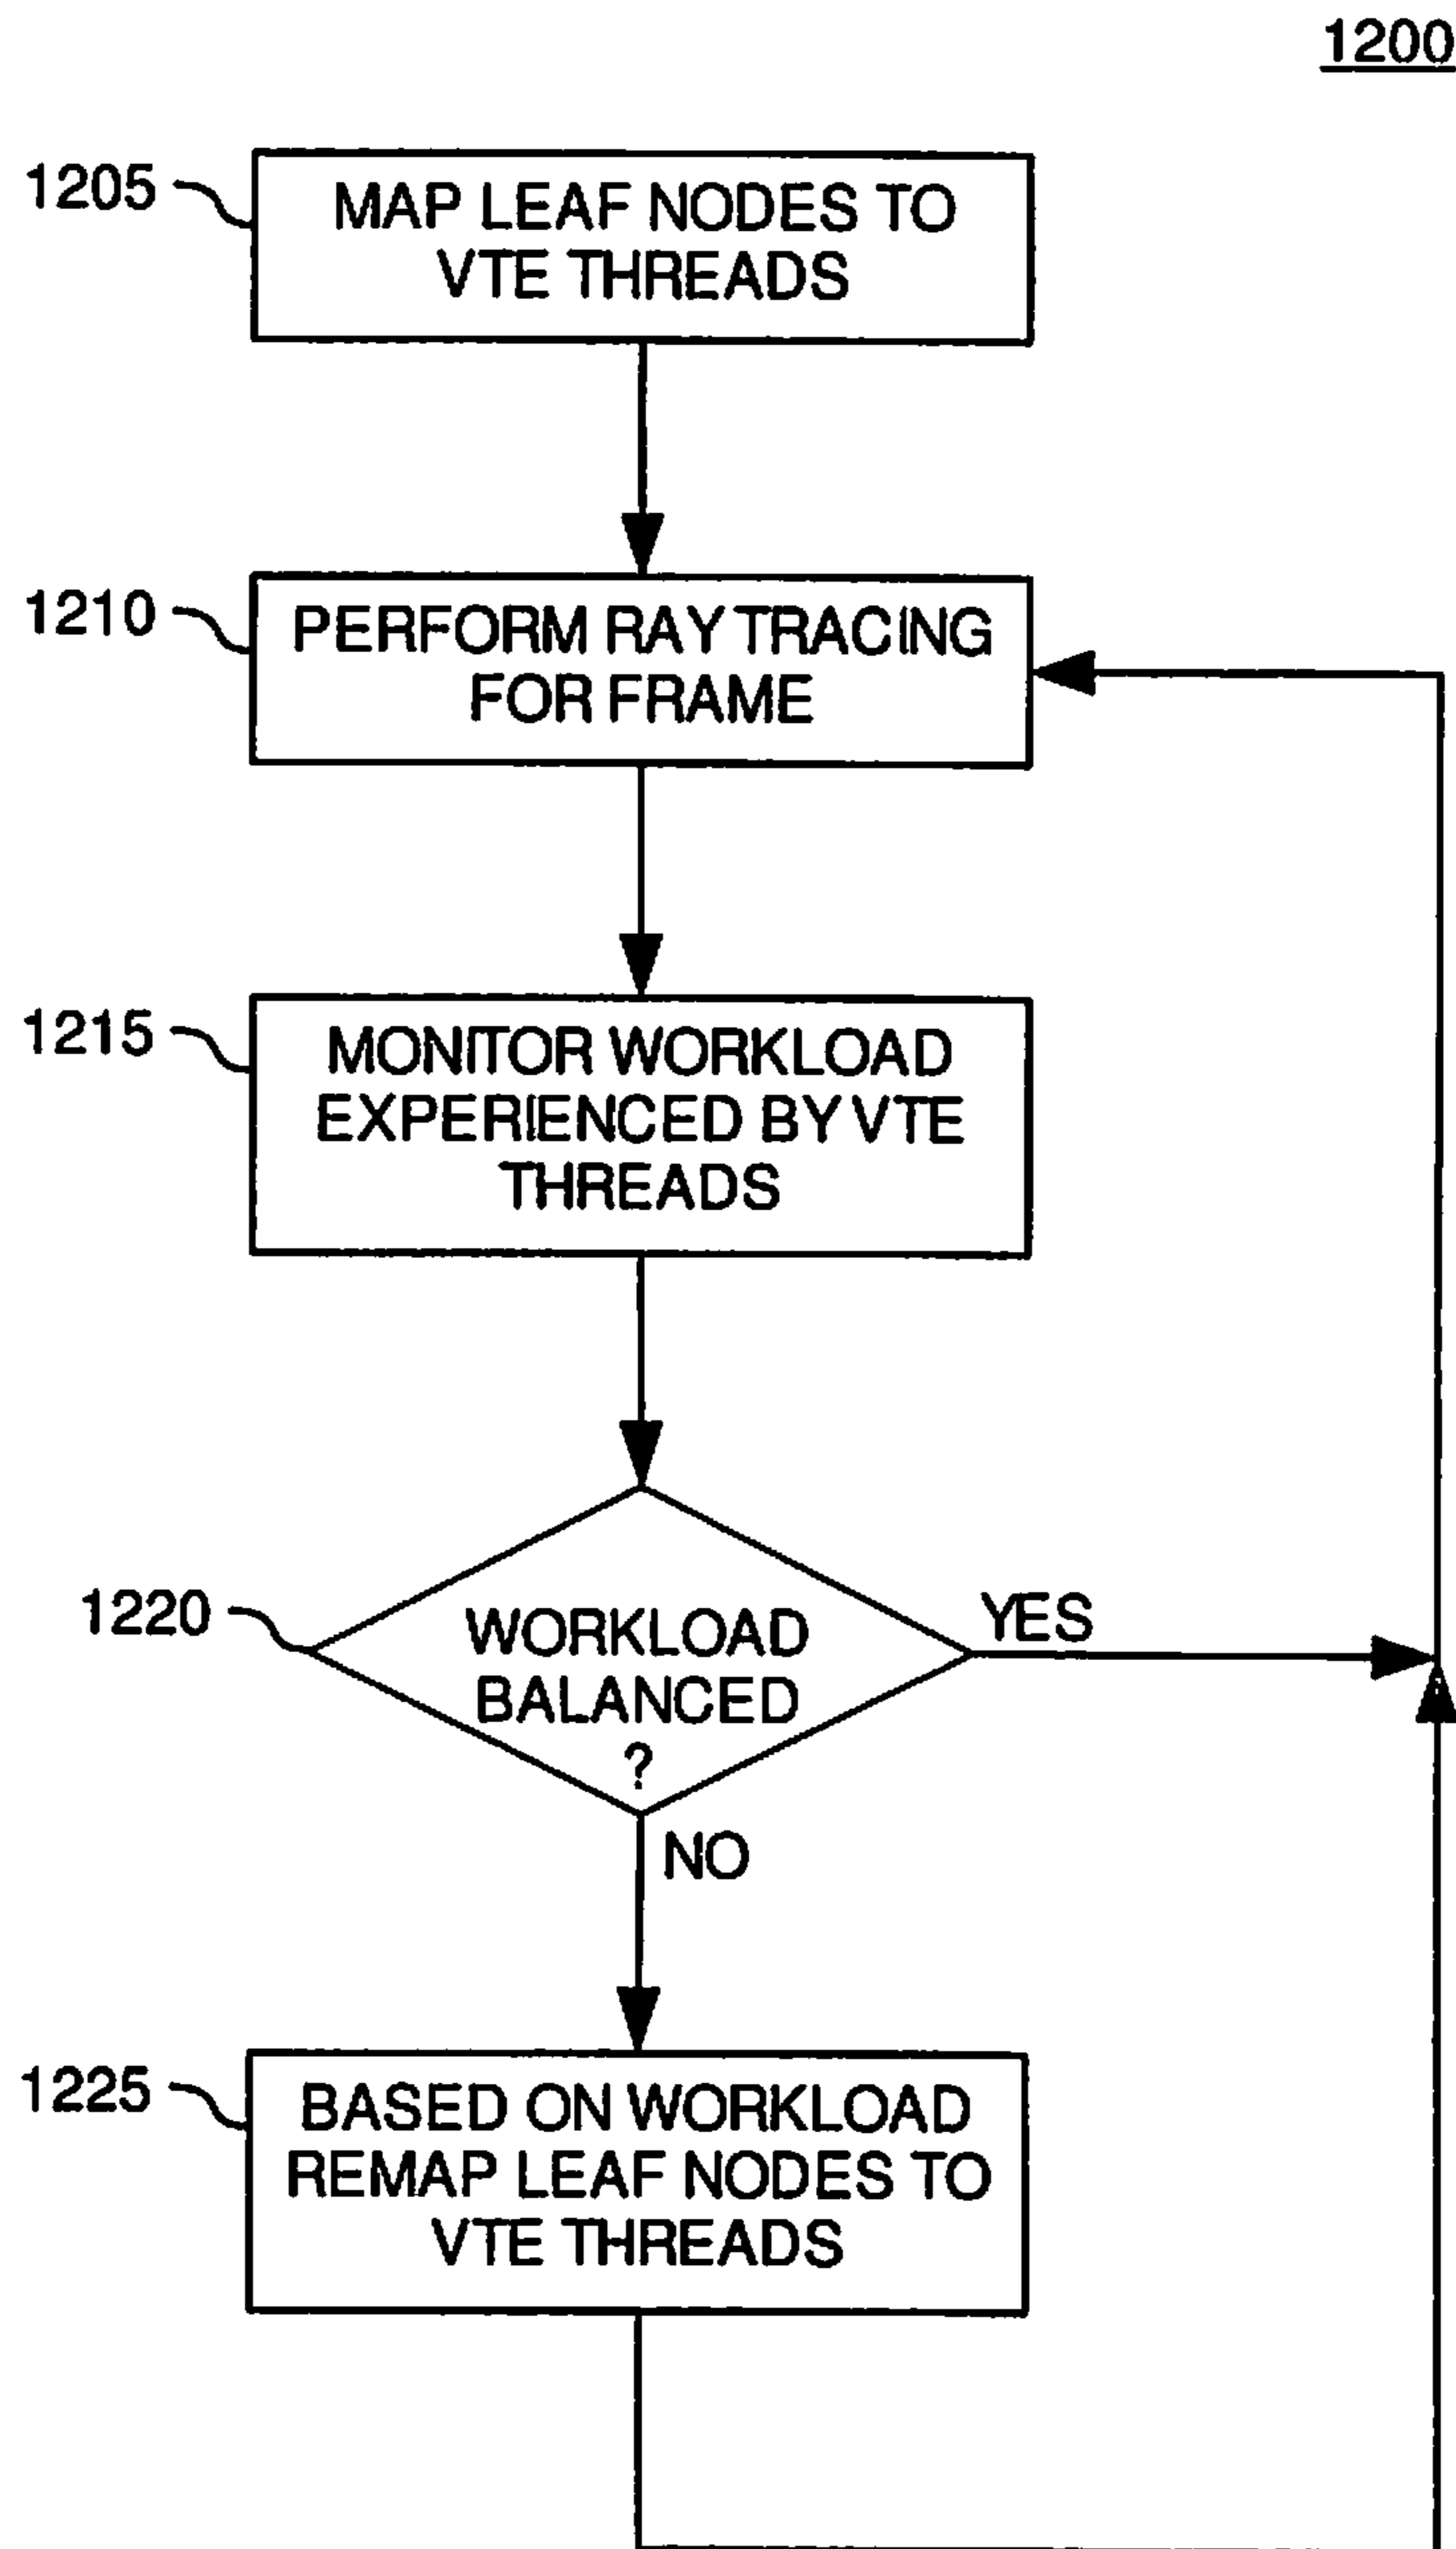 1200
1205
MAP LEAF NODES TO
VTE THREADS
1210
PERFORM RAY TRACING
FOR FRAME
1215
MONITOR WORKLOAD
EXPERIENCED BY VTE
THREADS
1220
WORKLOAD
BALANCED
?
YES
NO
1225
BASED ON WORKLOAD
REMAP LEAF NODES TO
VTE THREADS